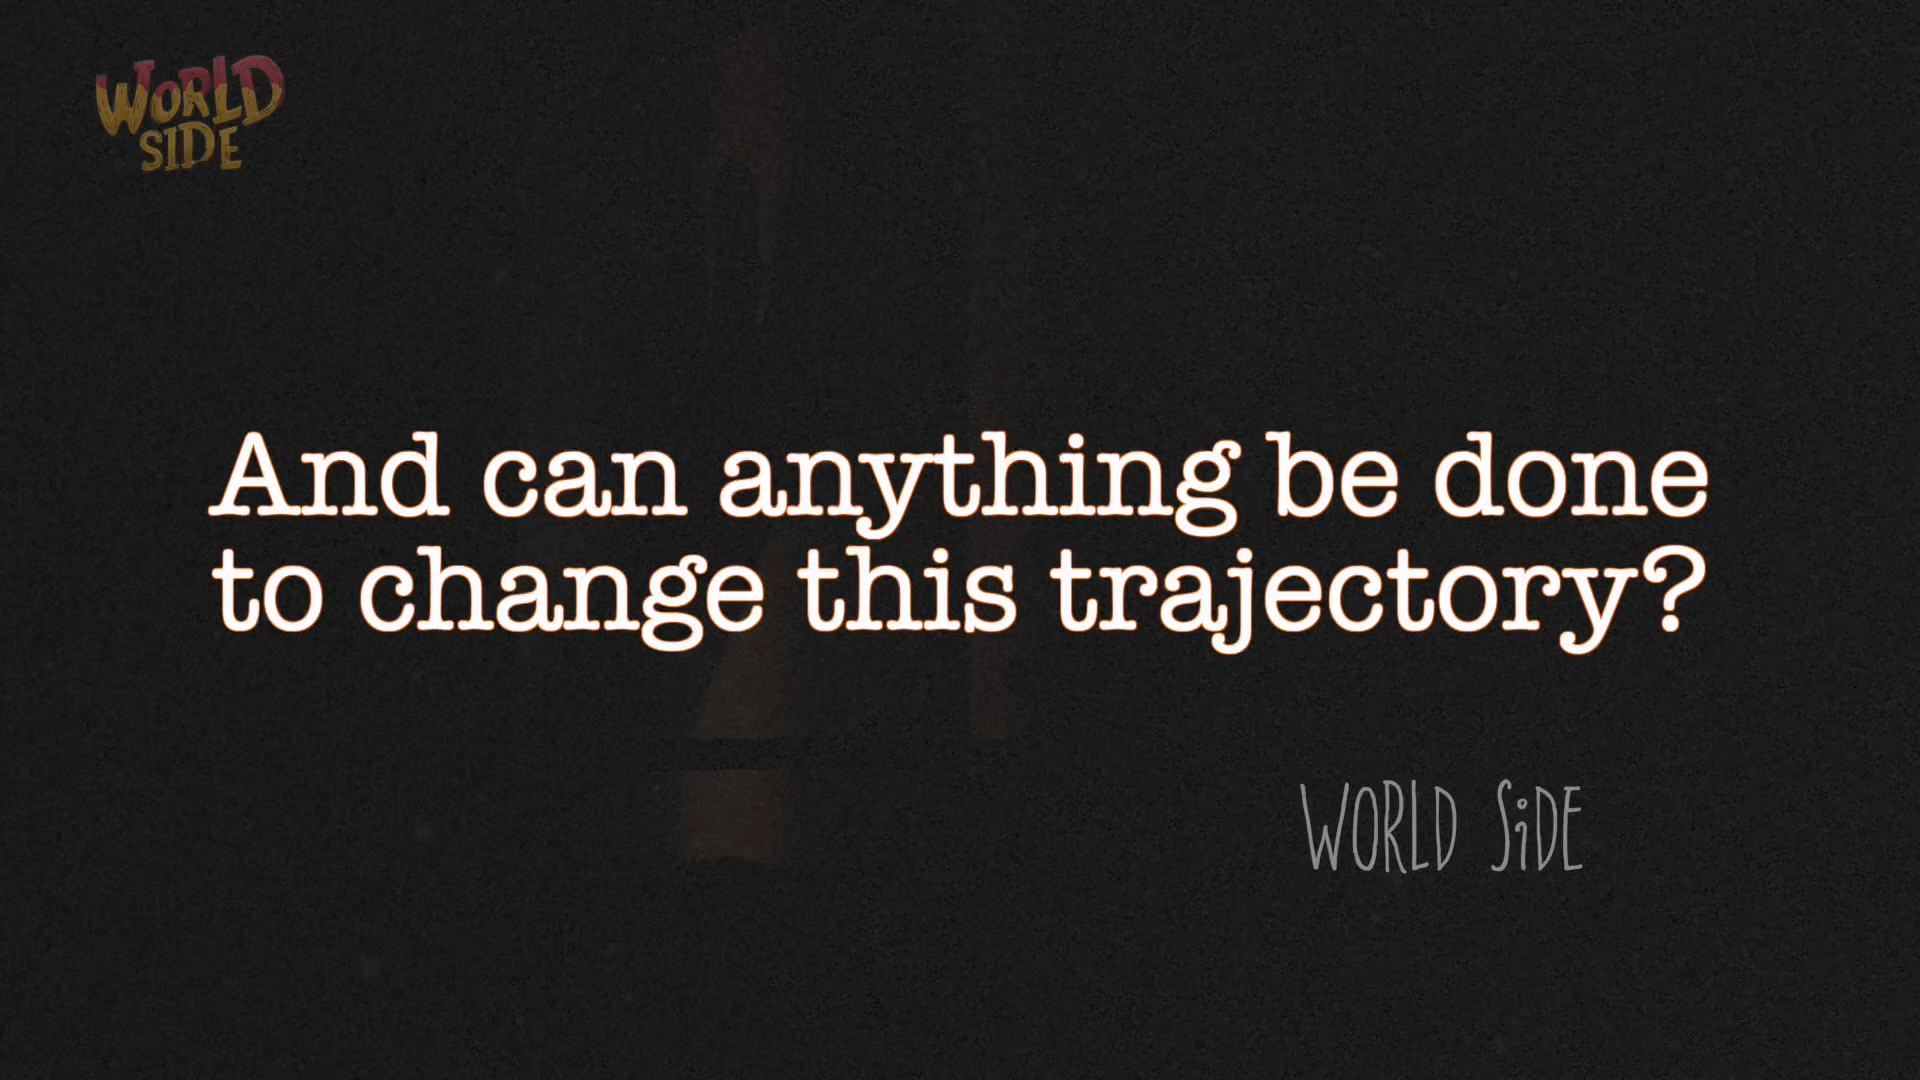 WORLD
SIDE
And can anything be done
to change this trajectory?
WORLD SiDE